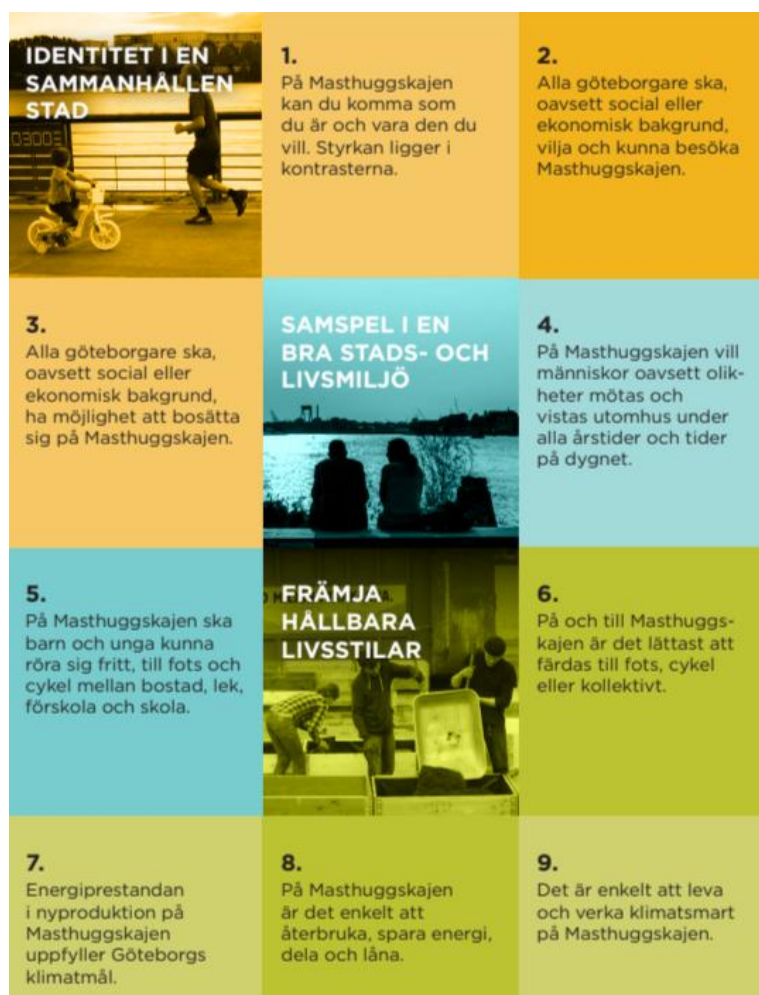 IDENTITET I EN
SAMMANHÅLLEN
STAD
1.
På Masthuggskajen
kan du komma som
du är och vara den du
vill. Styrkan ligger i
kontrasterna.
2.
Alla göteborgare ska,
oavsett social eller
ekonomisk bakgrund,
vilja och kunna besöka
Masthuggskajen.
3.
Alla göteborgare ska,
oavsett social eller
ekonomisk bakgrund,
ha möjlighet att bosätta
sig på Masthuggskajen.
SAMSPEL I EN
BRA STADS- OCH
LIVSMILJÖ
4.
På Masthuggskajen vill
människor oavsett olik-
heter mötas och
vistas utomhus under
alla årstider och tider
på dygnet.
5.
På Masthuggskajen ska
barn och unga kunna
röra sig fritt, till fots och
cykel mellan bostad, lek,
förskola och skola.
FRÄMJA
HÅLLBARA
LIVSSTILAR
6.
På och till Masthuggs-
kajen är det lättast att
färdas till fots, cykel
eller kollektivt.
7.
Energiprestandan
i nyproduktion på
Masthuggskajen
uppfyller Göteborgs
klimatmål.
8.
På Masthuggskajen
är det enkelt att
återbruka, spara energi,
dela och låna.
9.
Det är enkelt att leva
och verka klimatsmart
på Masthuggskajen.